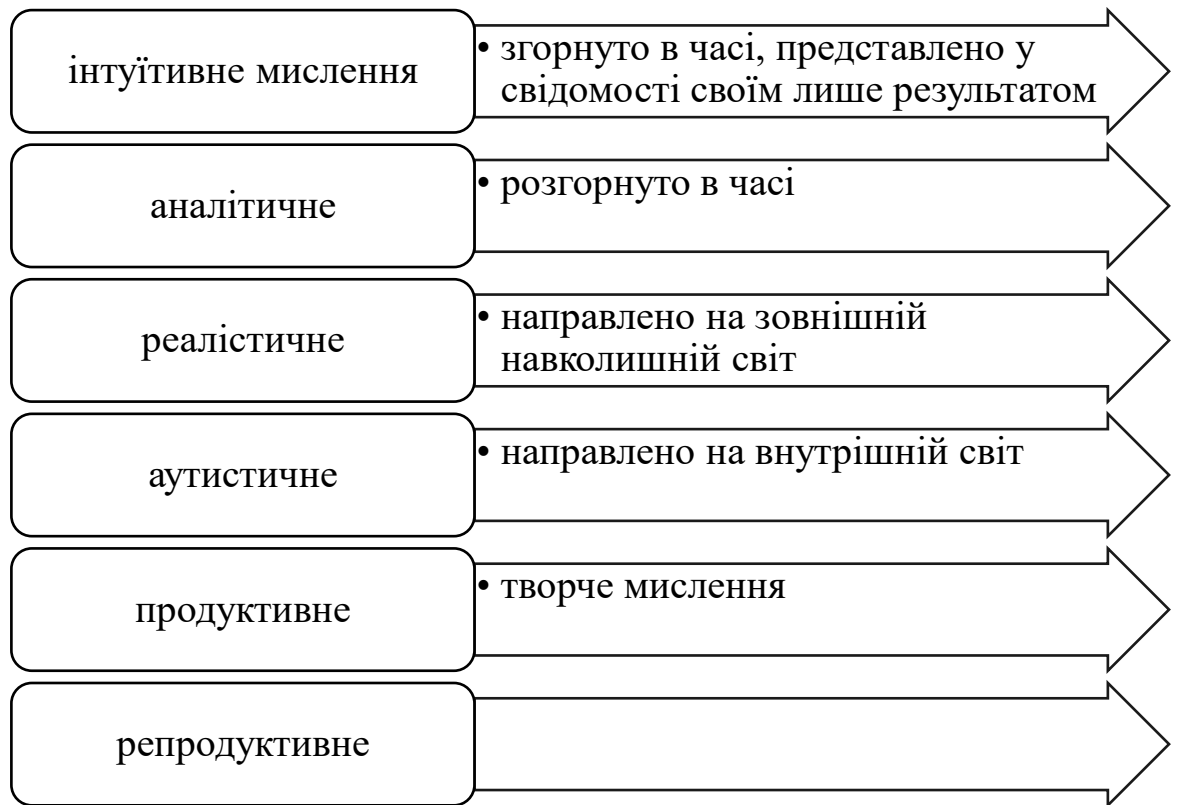 інтуїтивне мислення
• згорнуто в часі, представлено у
свідомості своїм лише результатом
аналітичне
• розгорнуто в часі
реалістичне
• направлено на зовнішній
навколишній світ
аутистичне
• направлено на внутрішній світ
продуктивне
• творче мислення
репродуктивне